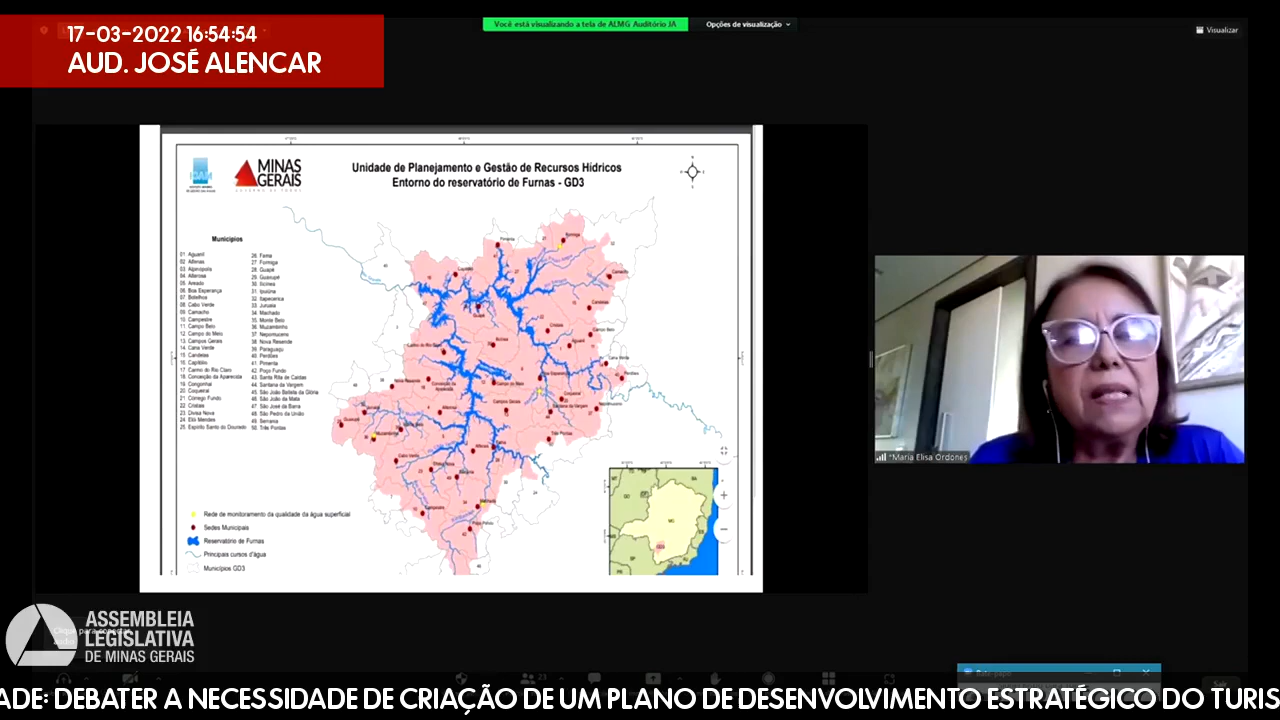 17-03-2022 16:54:54
AUD. JOSÉ ALENCAR
Você está visualizando a tela de ALMG Auditório JA
Opções de visualização
Visualizar
MINAS GERAIS
Unidade de Planejamento e Gestão de Recursos Hídricos
Entorno do reservatório de Furnas - GD3
Municípios
01 Aguanil
02 Alfenas
03 Alpinópolis
04 Alterosa
05 Areado
06 Boa Esperança
07 Botelhos
08 Cabo Verde
09 Camacho
10 Campestre
11 Campo Belo
12 Campo do Meio
13 Campos Gerais
14 Cana Verde
15 Candeias
16 Capitólio
17 Carmo do Rio Claro
18 Conceição da Aparecida
19 Congonhal
20 Coqueiral
21 Córrego Fundo
22 Cristais
23 Divisa Nova
24 Elói Mendes
25 Espírito Santo do Dourado
26 Fama
27 Formiga
28 Guapé
29 Guaxupé
30 Ilicínea
31 Ipuiúna
32 Itapecerica
33 Juruaia
34 Machado
35 Monte Belo
36 Muzambinho
37 Nepomuceno
38 Nova Resende
39 Paraguaçu
40 Perdões
41 Pimenta
42 Poço Fundo
43 Santa Rita de Caldas
44 Santana da Vargem
45 São João Batista da Glória
46 São João da Mata
47 São José da Barra
48 São Pedro da União
49 Serrania
50 Três Pontas
Rede de monitoramento da qualidade da água superficial
Sedes Municipais
Reservatório de Furnas
Principais cursos d'água
Municípios GD3
*Maria Elisa Ordones
ASSEMBLEIA
LEGISLATIVA
DE MINAS GERAIS
ADE: DEBATER A NECESSIDADE DE CRIAÇÃO DE UM PLANO DE DESENVOLVIMENTO ESTRATÉGICO DO TURIS